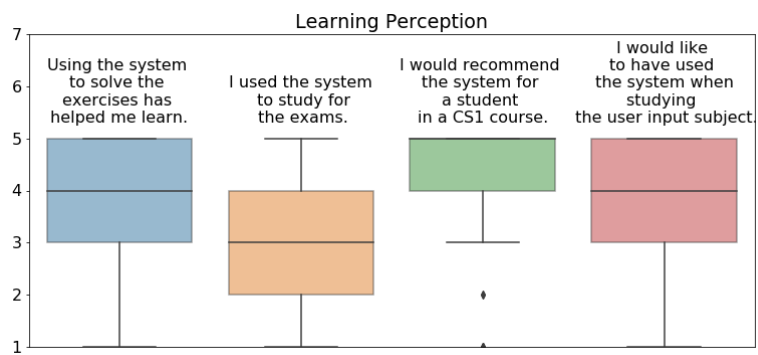 Learning Perception
7
6
5
4
3
2
1
Using the system
to solve the
exercises has
helped me learn.
I used the system
to study for
the exams.
I would recommend
the system for
a student
in a CS1 course.
I would like
to have used
the system when
studying
the user input subject.